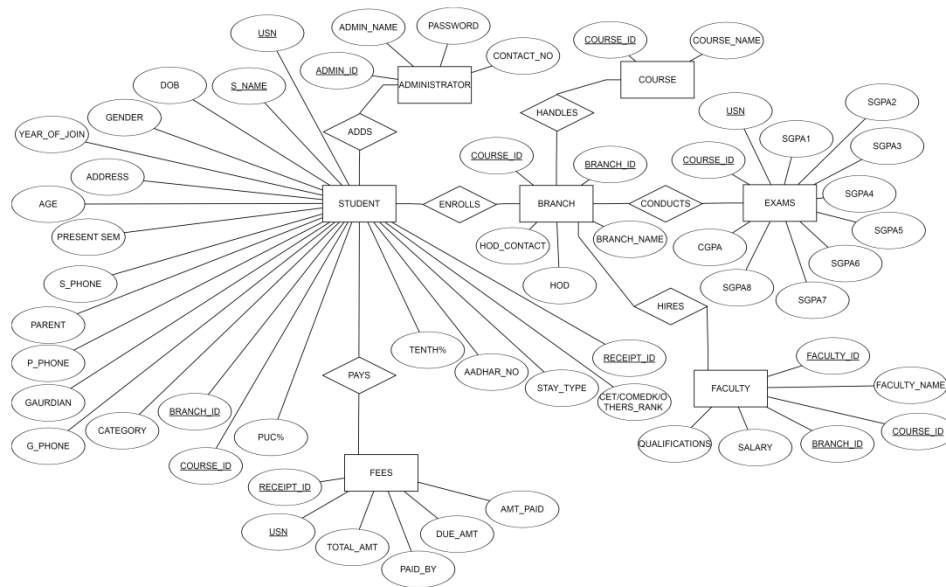 USN
ADMIN_NAME
PASSWORD
COURSE_ID
COURSE_NAME
CONTACT_NO
ADMIN_ID
ADMINISTRATOR
COURSE
DOB
S_NAME
GENDER
YEAR_OF_JOIN
ADDS
HANDLES
USN
SGPA1
SGPA2
SGPA3
COURSE_ID
BRANCH_ID
COURSE_ID
ADDRESS
AGE
STUDENT
ENROLLS
BRANCH
CONDUCTS
EXAMS
SGPA4
SGPA5
PRESENT SEM
HOD_CONTACT
BRANCH_NAME
CGPA
SGPA6
S_PHONE
HOD
SGPA8
SGPA7
PARENT
HIRES
P_PHONE
TENTH%
RECEIPT_ID
FACULTY_ID
PAYS
AADHAR_NO
STAY_TYPE
GAURDIAN
FACULTY
FACULTY_NAME
BRANCH_ID
CET/COMEDK/O
THERS_RANK
CATEGORY
G_PHONE
PUC%
COURSE_ID
QUALIFICATIONS
SALARY
BRANCH_ID
COURSE_ID
FEES
RECEIPT_ID
AMT_PAID
USN
DUE_AMT
TOTAL_AMT
PAID_BY